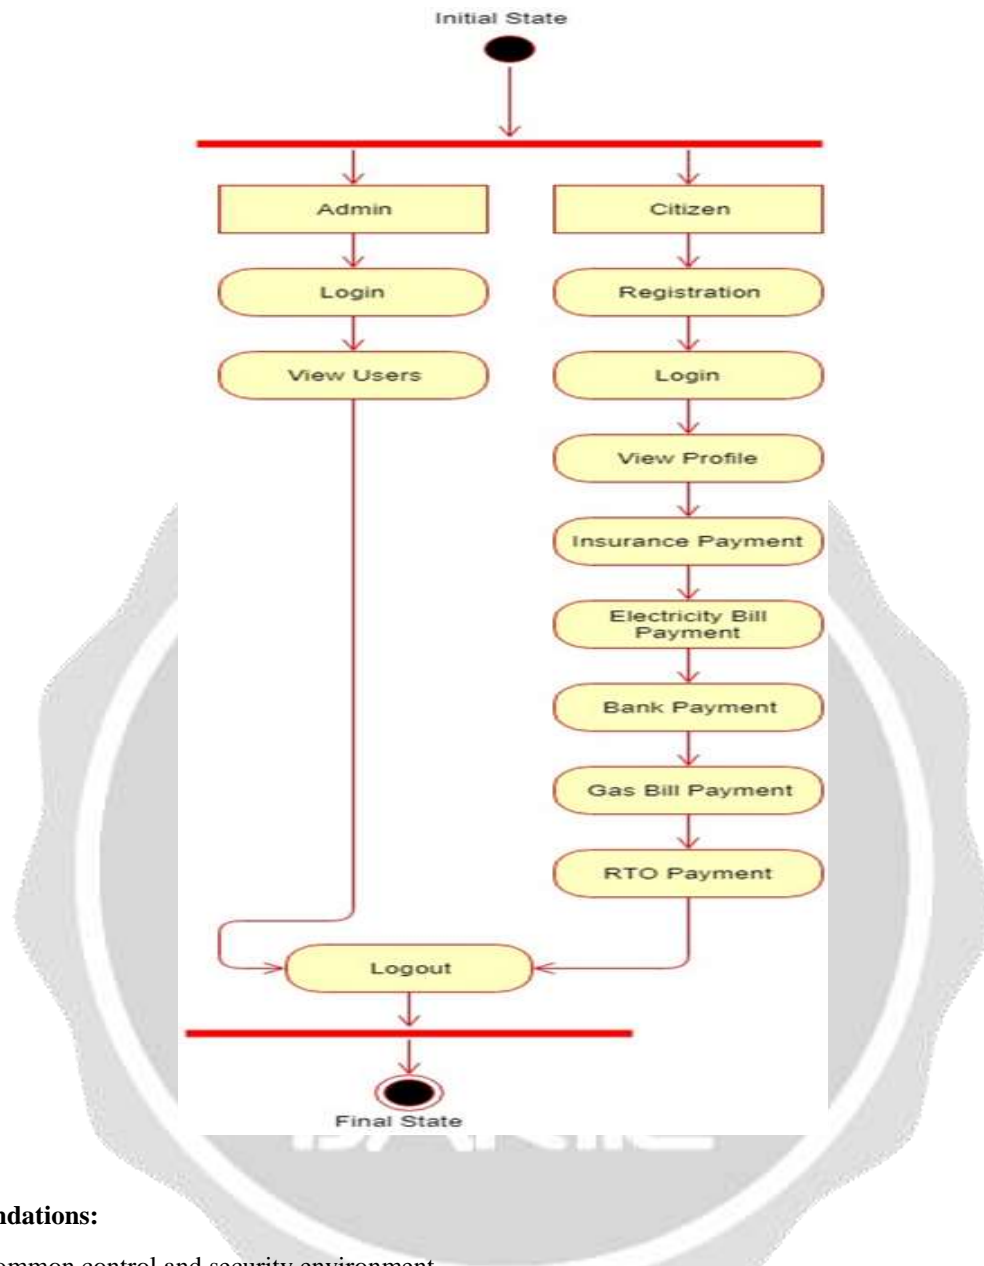 Initial State
Admin
Citizen
Login
Registration
View Users
Login
View Profile
Insurance Payment
Electricity Bill
Payment
Bank Payment
Gas Bill Payment
RTO Payment
Logout
Final State